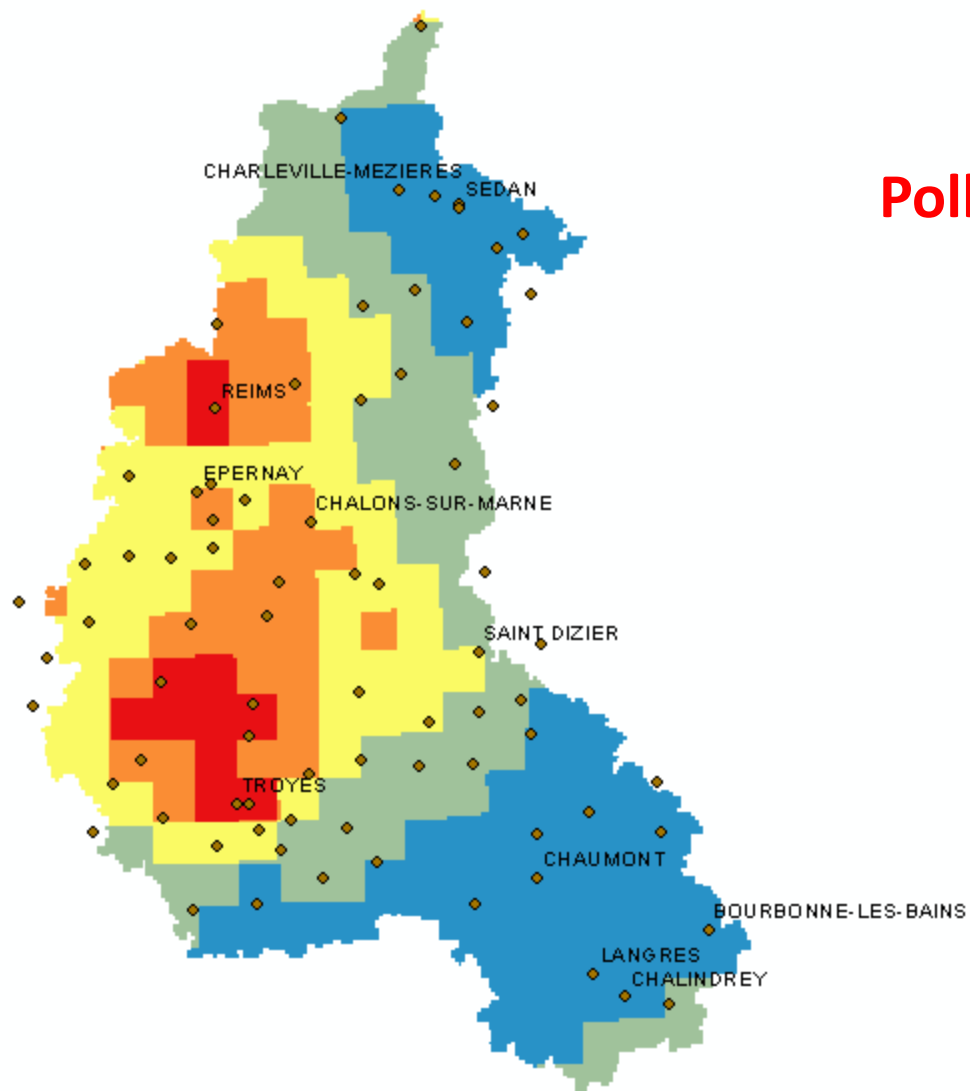 CHARLEVILLE-MEZIERES
SEDAN
Poll
REIMS
EPERNAY
CHALONS-SUR-MARNE
SAINT DIZIER
TROYES
CHAUMONT
BOURBONNE-LES-BAINS
LANGRES
CHALINDREY